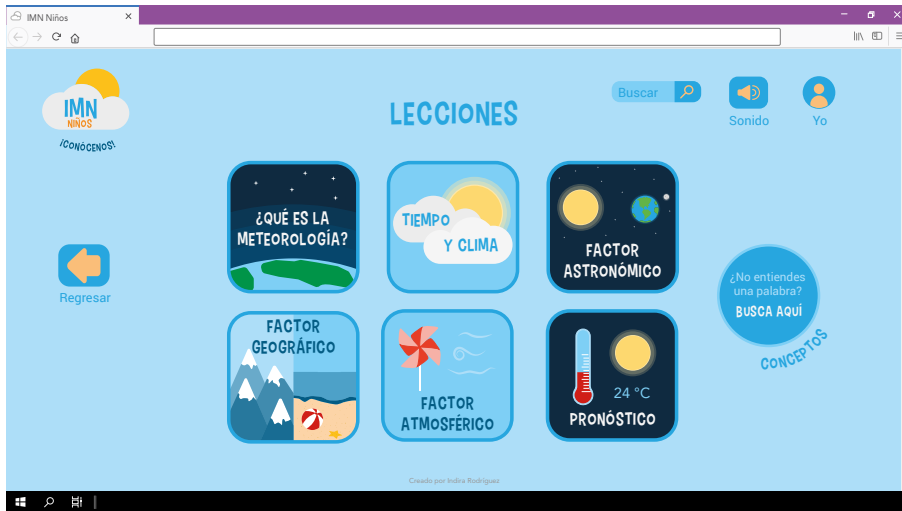 IMN Niños
IMN
NIÑOS
¡CONÓCENOS!
LECCIONES
Buscar
Sonido
Yo
¿QUÉ ES LA
METEOROLOGÍA?
TIEMPO
Y CLIMA
FACTOR
ASTRONÓMICO
Regresar
¿No entiendes
una palabra?
BUSCA AQUÍ
CONCEPTOS
FACTOR
GEOGRÁFICO
FACTOR
ATMOSFÉRICO
24 °C
PRONÓSTICO
Creado por Indira Rodríguez